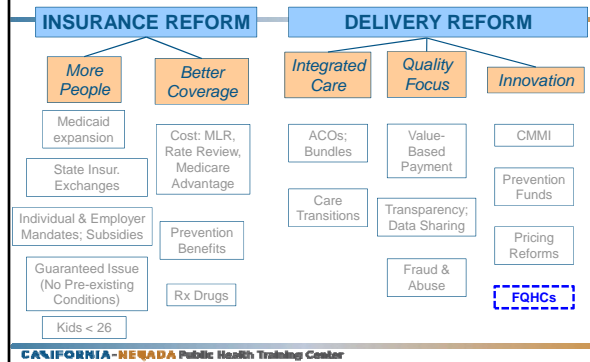 INSURANCE REFORM
DELIVERY REFORM
More
People
Better
Coverage
Integrated
Care
Quality
Focus
Innovation
Medicaid
expansion
State Insur.
Exchanges
Individual & Employer
Mandates; Subsidies
Guaranteed Issue
(No Pre-existing
Conditions)
Kids < 26
Cost: MLR,
Rate Review,
Medicare
Advantage
Prevention
Benefits
Rx Drugs
ACOs;
Bundles
Care
Transitions
Value-
Based
Payment
Transparency;
Data Sharing
Fraud &
Abuse
CMMI
Prevention
Funds
Pricing
Reforms
FQHCs
CALIFORNIA-NEVADA Public Health Training Center